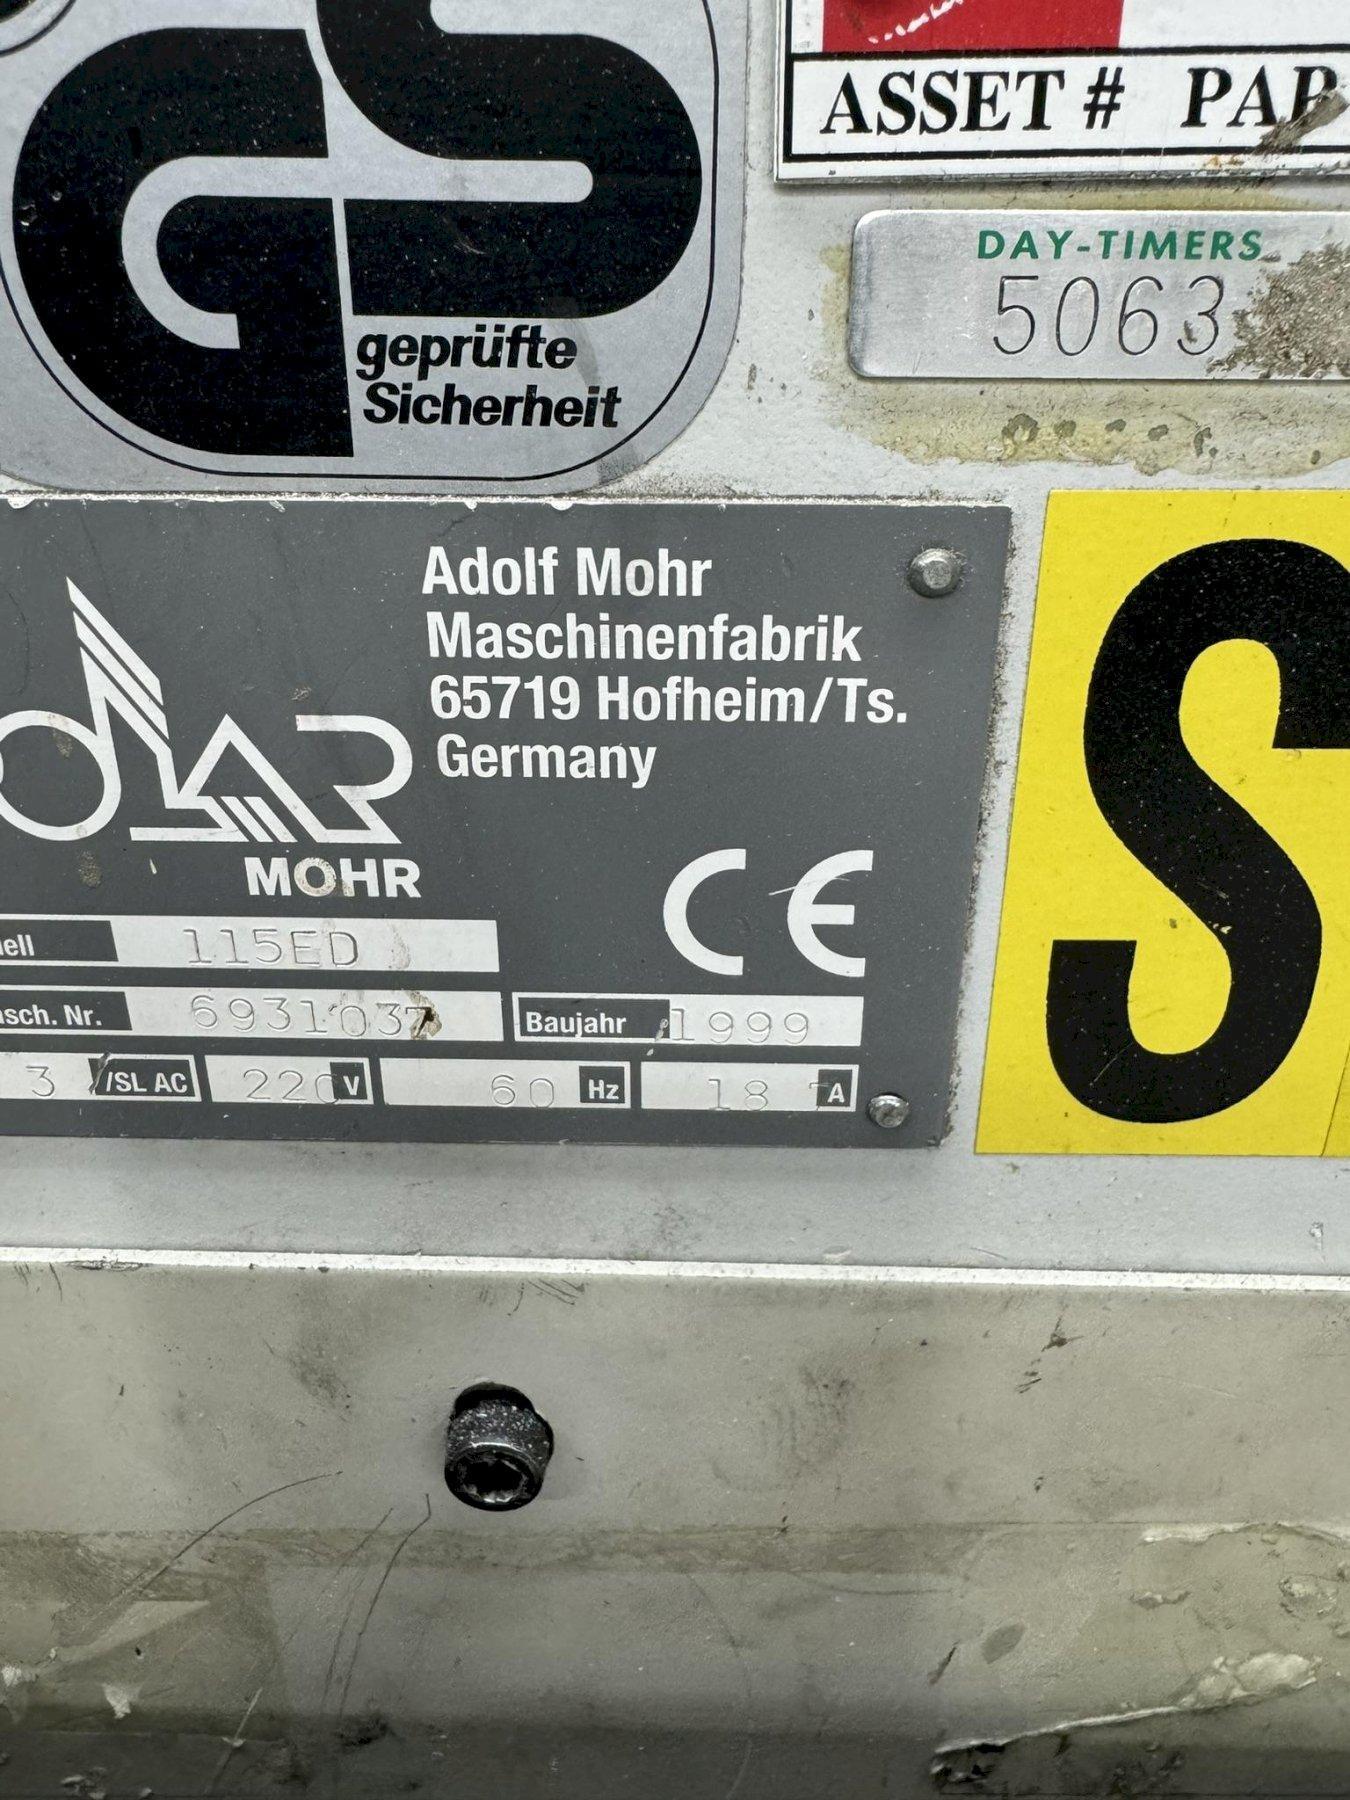 GS
geprüfte
Sicherheit
ASSET #
DAY-TIMERS
5063
Adolf Mohr
Maschinenfabrik
65719 Hofheim/Ts.
Germany
MOHR
CE
115ED
6931037
Baujahr 1999
3 /SL AC 220 V 60 Hz 18 A
S